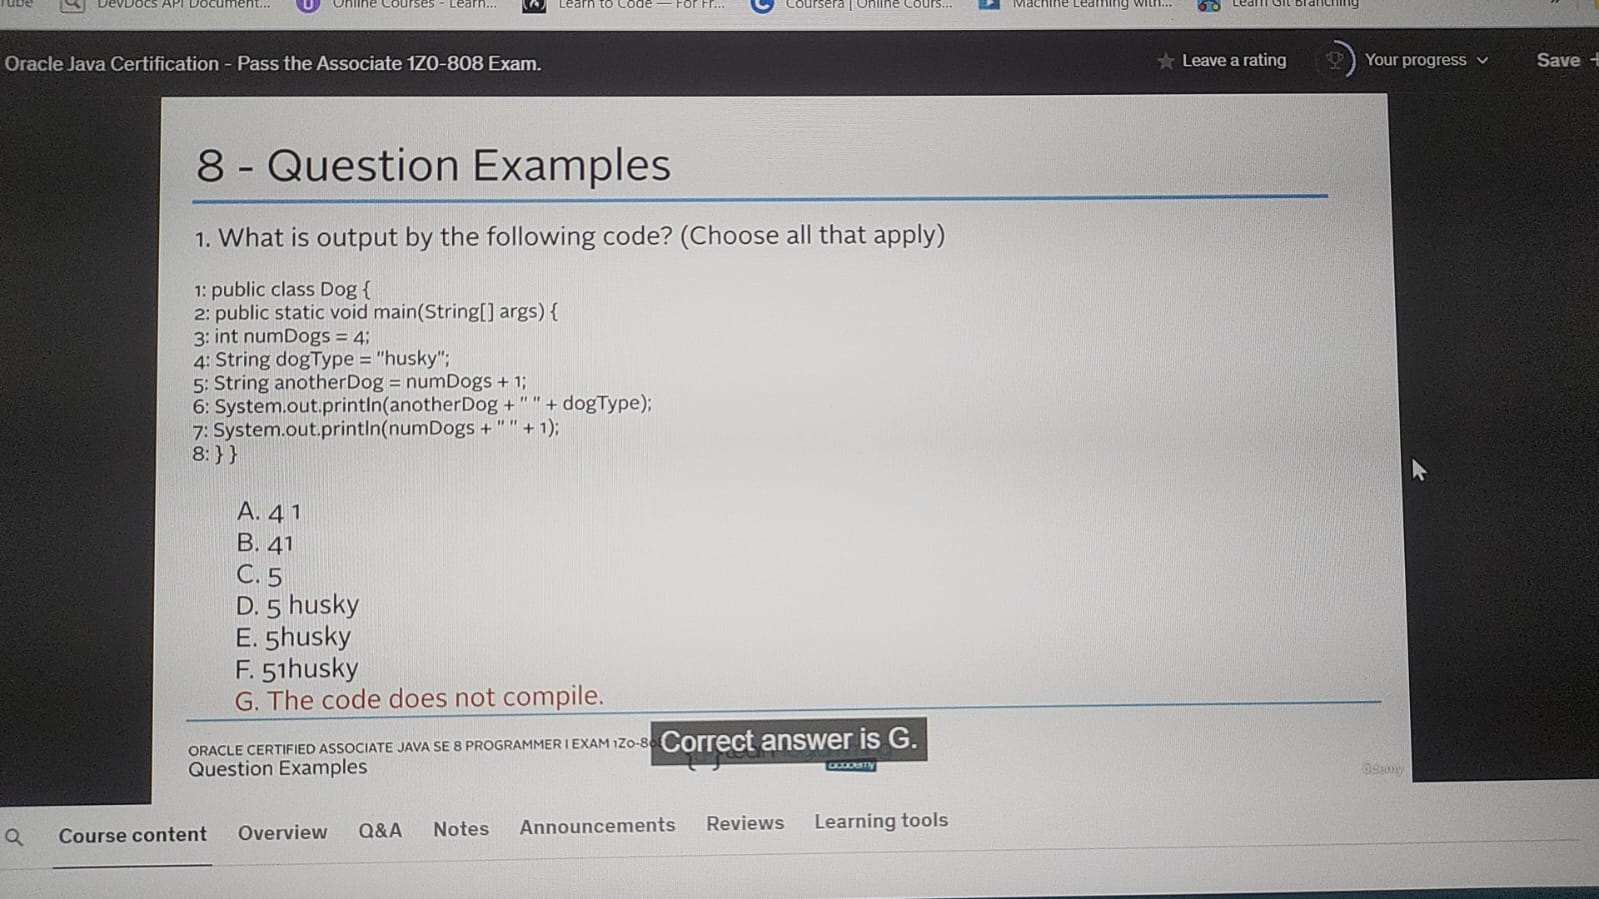 DevDocs API Document...
Online Courses - Learn...
Learn to Code — For Fr...
Coursera | Online Cours...
Machine Learning with...
Learn Git Branching
Oracle Java Certification - Pass the Associate 1Z0-808 Exam.
Leave a rating
Your progress
Save
8 - Question Examples
1. What is output by the following code? (Choose all that apply)
1: public class Dog {
2: public static void main(String[] args) {
3: int numDogs = 4;
4: String dogType = "husky";
5: String anotherDog = numDogs + 1;
6: System.out.println(anotherDog + " " + dogType);
7: System.out.println(numDogs + " " + 1);
8: } }
A. 4 1
B. 41
C. 5
D. 5 husky
E. 5husky
F. 51husky
G. The code does not compile.
Correct answer is G.
ORACLE CERTIFIED ASSOCIATE JAVA SE 8 PROGRAMMER I EXAM 1Z0-80
Question Examples
academy
ûdemy
Course content
Overview
Q&A
Notes
Announcements
Reviews
Learning tools